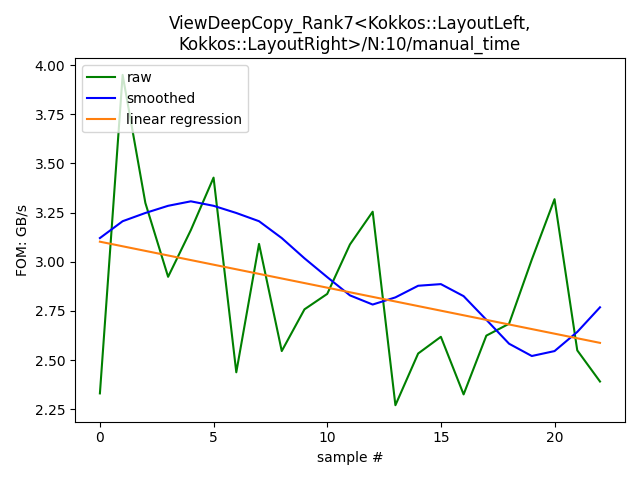 ViewDeepCopy_Rank7<Kokkos::LayoutLeft,
Kokkos::LayoutRight>/N:10/manual_time
raw
smoothed
linear regression
FOM: GB/s
4.00
3.75
3.50
3.25
3.00
2.75
2.50
2.25
0 5 10 15 20
sample #